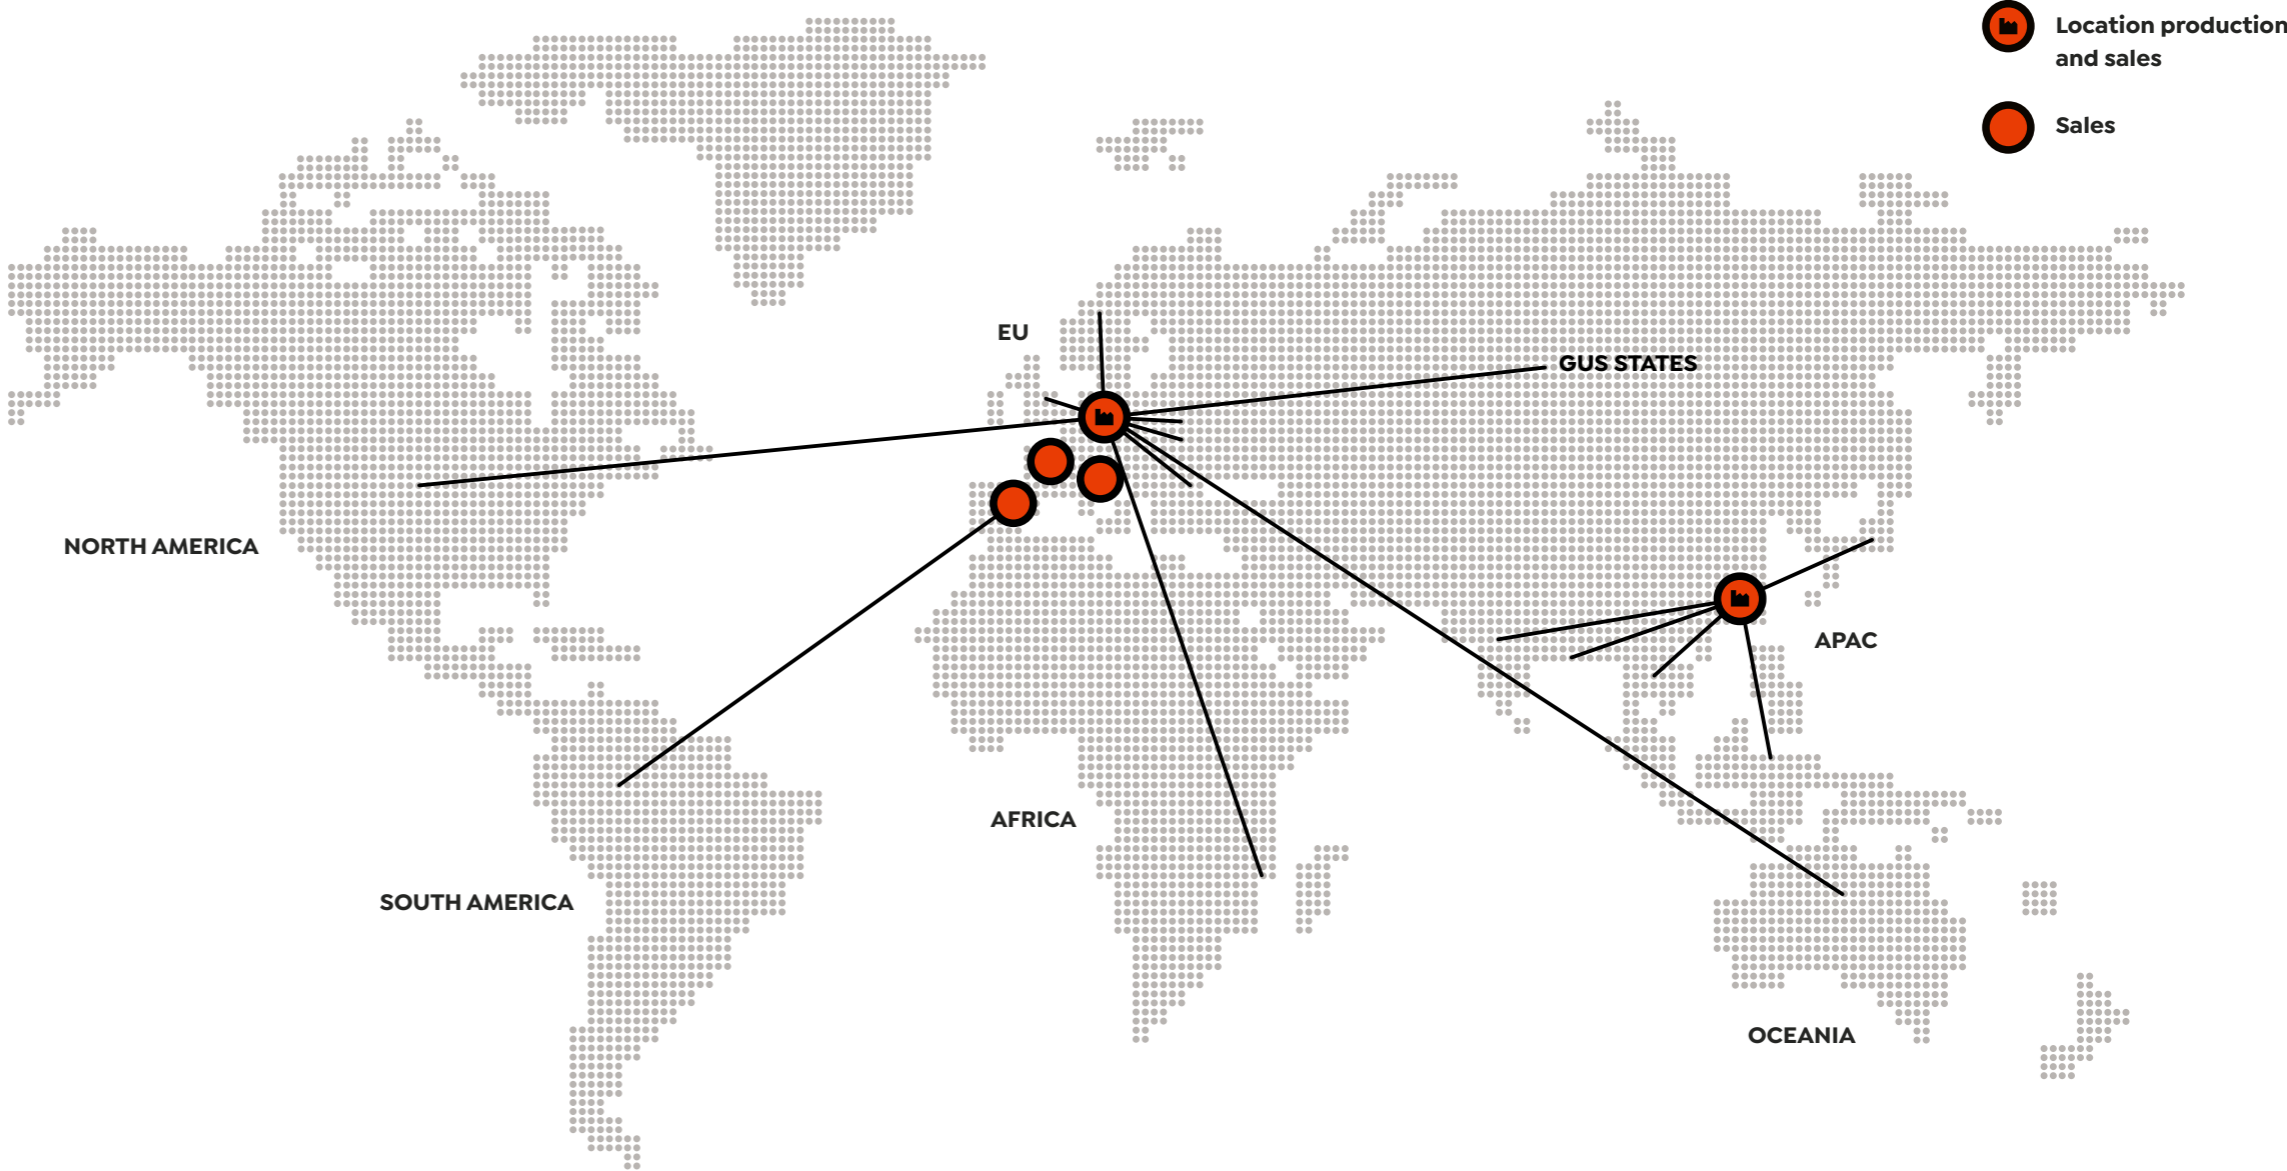 Location production
and sales
Sales
EU
GUS STATES
NORTH AMERICA
APAC
AFRICA
SOUTH AMERICA
OCEANIA